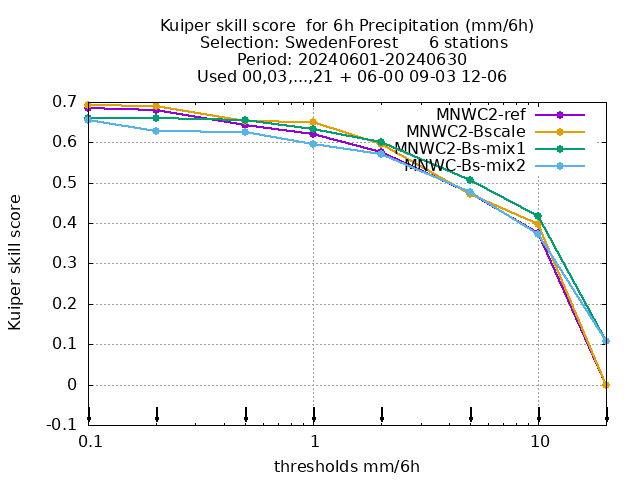 Kuiper skill score  for 6h Precipitation (mm/6h)
Selection: SwedenForest      6 stations
Period: 20240601-20240630
Used 00,03,...,21 + 06-00 09-03 12-06
MNWC2-ref
MNWC2-Bscale
MNWC2-Bs-mix1
MNWC-Bs-mix2
Kuiper skill score
0.7
0.6
0.5
0.4
0.3
0.2
0.1
0
-0.1
0.1 1 10
thresholds mm/6h